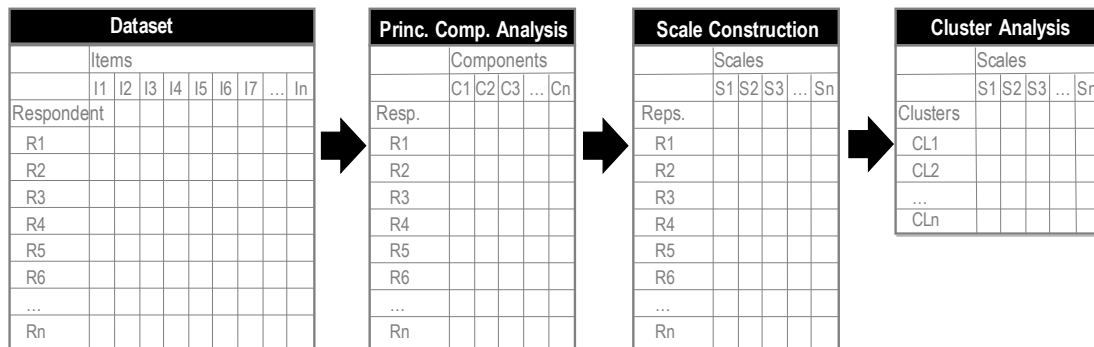 Dataset
Items
I1 I2 I3 I4 I5 I6 I7 ... In
Respondent
R1
R2
R3
R4
R5
R6
...
Rn
Princ. Comp. Analysis
Components
C1 C2 C3 ... Cn
Resp.
R1
R2
R3
R4
R5
R6
...
Rn
Scale Construction
Scales
S1 S2 S3 ... Sn
Reps.
R1
R2
R3
R4
R5
R6
...
Rn
Cluster Analysis
Scales
S1 S2 S3 ... Sn
Clusters
CL1
CL2
...
CLn